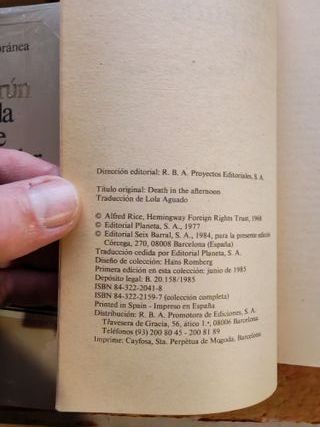 ránea
rún
la
e
Dirección editorial: R. B. A. Proyectos Editoriales, S. A.
Título original: Death in the afternoon
Traducción de Lola Aguado
© Alfred Rice, Hemingway Foreign Rights Trust, 1968
© Editorial Planeta, S. A., 1977
© Editorial Seix Barral, S. A., 1984, para la presente edición
Córcega, 270, 08008 Barcelona (España)
Traducción cedida por Editorial Planeta, S. A.
Diseño de colección: Hans Romberg
Primera edición en esta colección: junio de 1985
Depósito legal: B. 20.158/1985
ISBN 84-322-2041-8
ISBN 84-322-2159-7 (colección completa)
Printed in Spain - Impreso en España
Distribución: R. B. A. Promotora de Ediciones, S. A.
Travesera de Gracia, 56, ático 1.ª, 08006 Barcelona
Teléfonos (93) 200 80 45 - 200 81 89
Imprime: Cayfosa, Sta. Perpètua de Mogoda, Barcelona